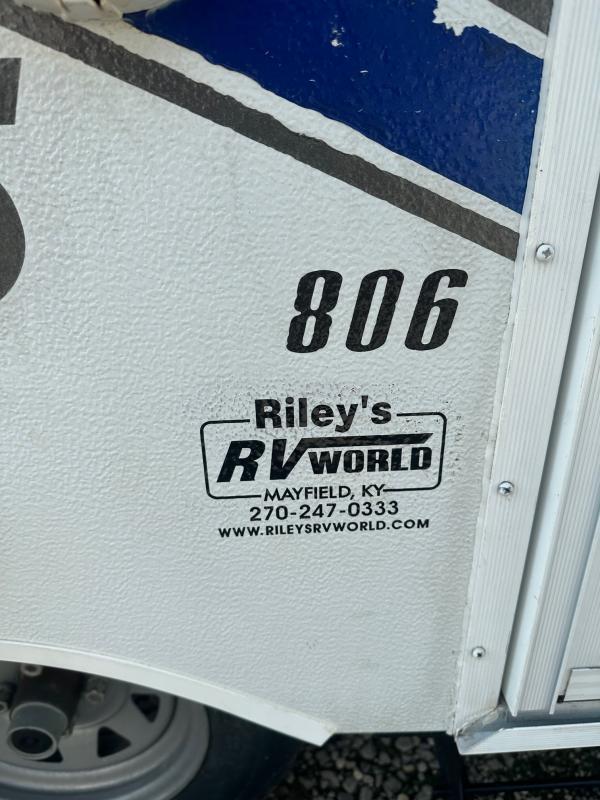 806
Riley's
RV WORLD
MAYFIELD, KY
270-247-0333
WWW.RILEYSRVWORLD.COM